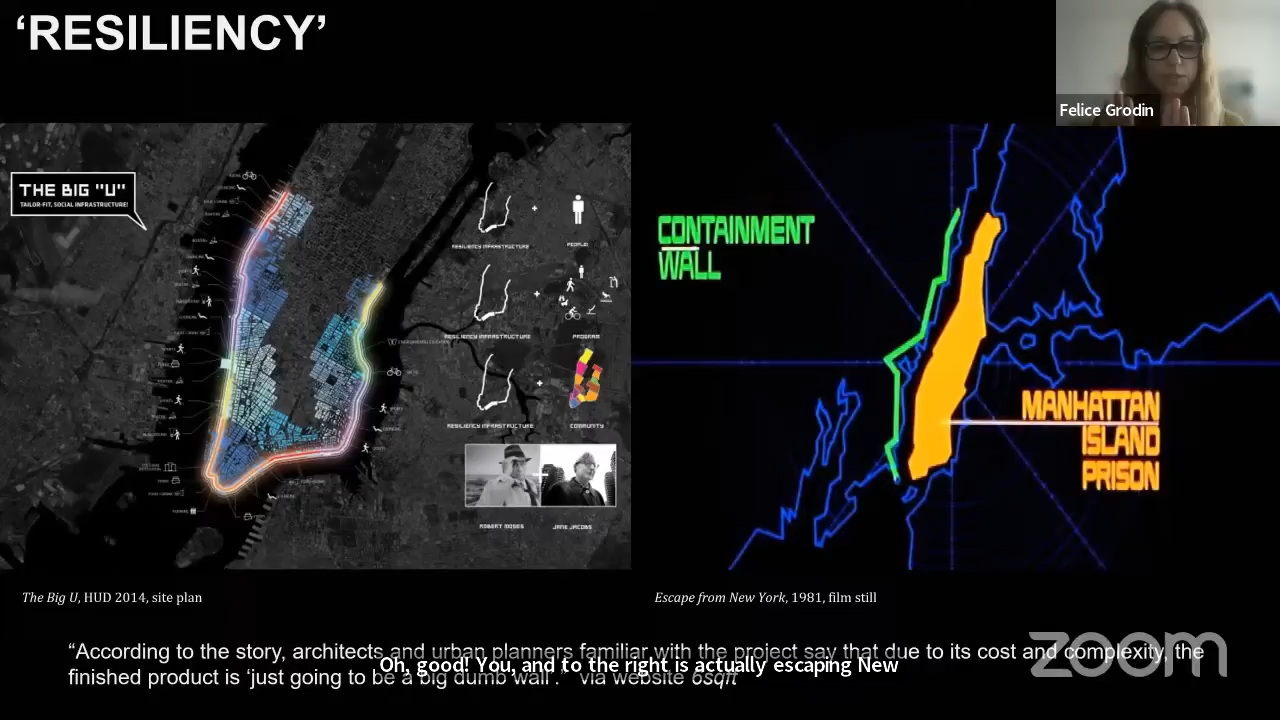 ‘RESILIENCY’
Felice Grodin
THE BIG "U"
TAILOR-FIT, SOCIAL INFRASTRUCTURE!
RESILIENCY INFRASTRUCTURE
PEOPLE!
RESILIENCY INFRASTRUCTURE
PROGRAM
RESILIENCY INFRASTRUCTURE
COMMUNITY
ROBERT MOSES
JANE JACOBS
CONTAINMENT
WALL
MANHATTAN
ISLAND
PRISON
The Big U, HUD 2014, site plan
Escape from New York, 1981, film still
“According to the story, architects and urban planners familiar with the project say that due to its cost and complexity, the
finished product is ‘just going to be a big dumb wall’.” via website 6sqft
Oh, good! You, and to the right is actually escaping New
zoom